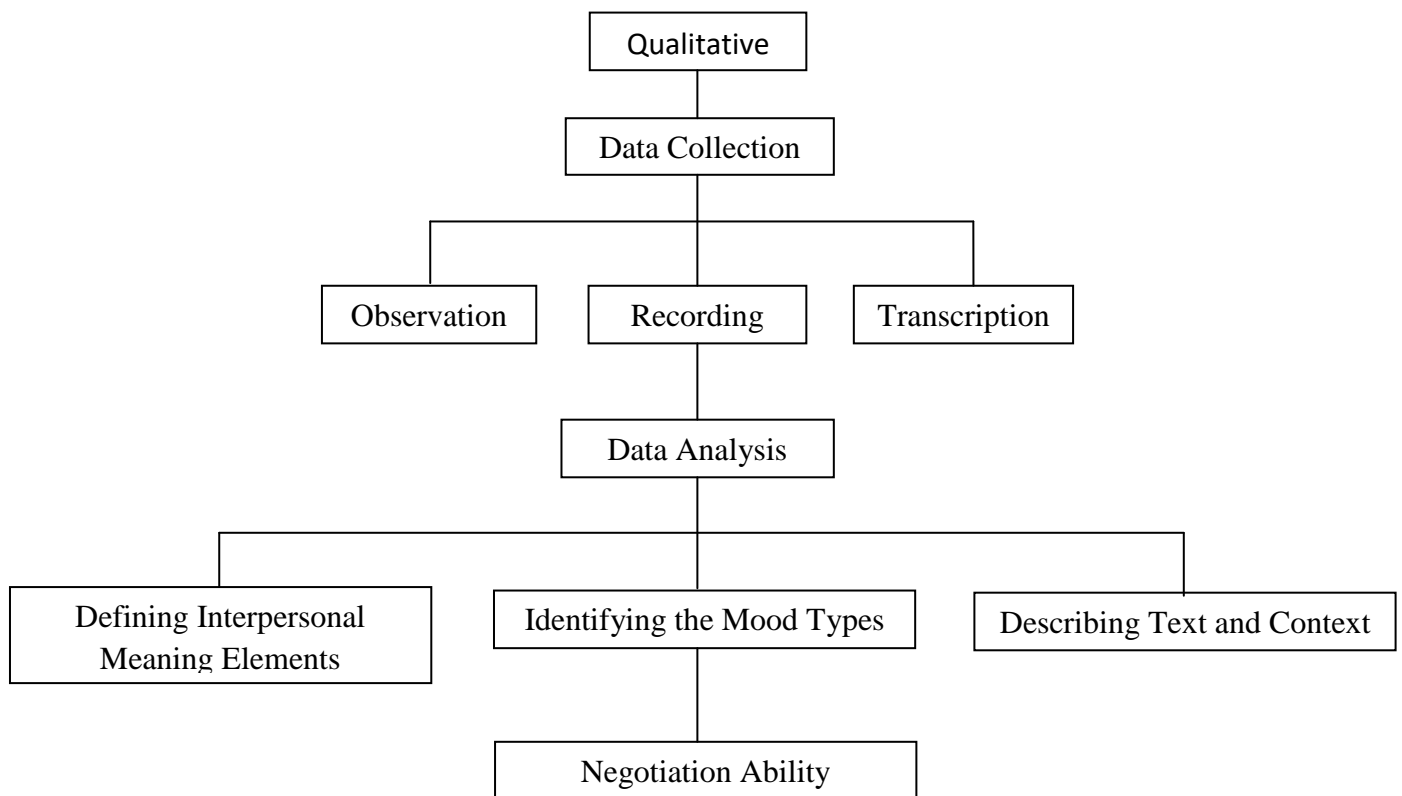 Qualitative
Data Collection
Observation
Recording
Transcription
Data Analysis
Defining Interpersonal
Meaning Elements
Identifying the Mood Types
Describing Text and Context
Negotiation Ability